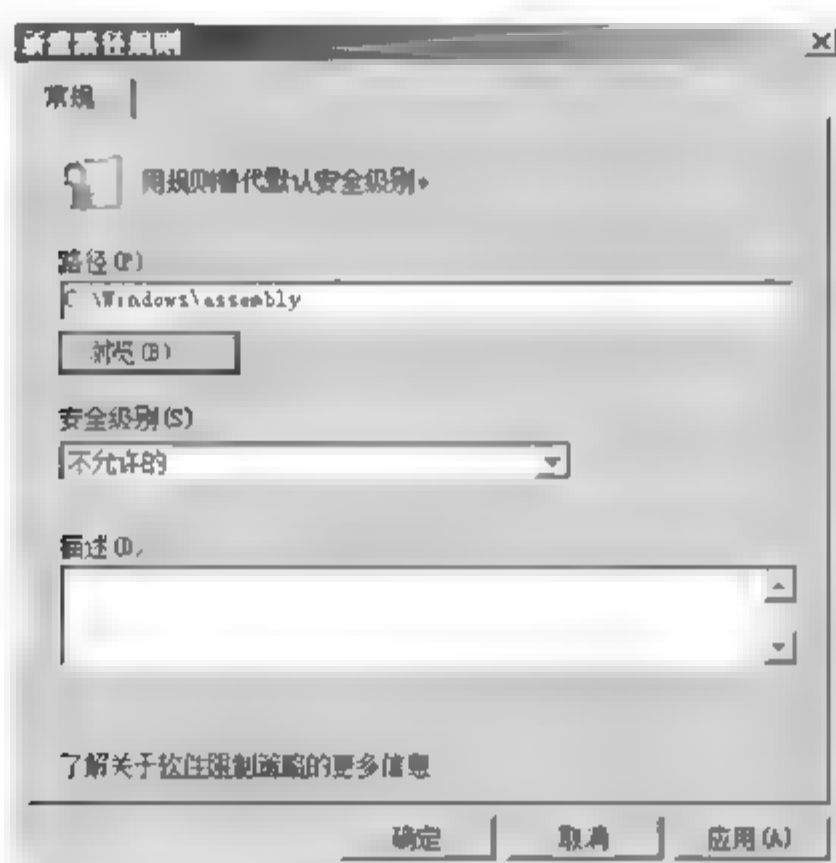 新建路径规则
常规
用规则替代默认安全级别。
路径(P)
C:\Windows\assembly
浏览(B)
安全级别(S)
不允许的
描述(D)
了解关于软件限制策略的更多信息
确定 取消 应用(A)